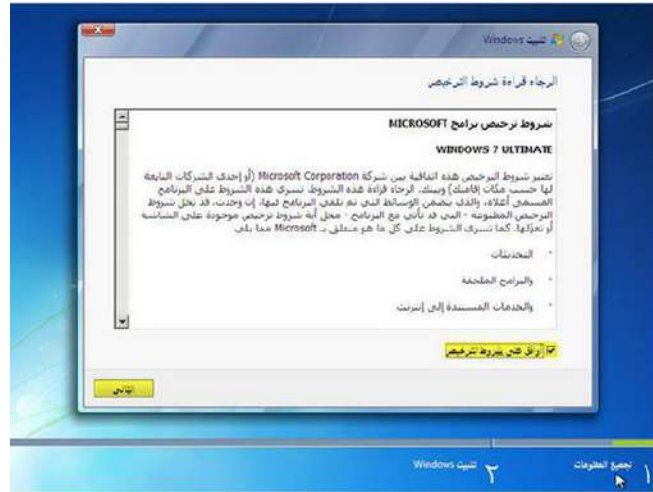 تثبيت Windows
الرجاء قراءة شروط الترخيص
شروط ترخيص برامج MICROSOFT
WINDOWS 7 ULTIMATE
تعتبر شروط الترخيص هذه اتفاقية بين شركة Microsoft Corporation (أو إحدى الشركات التابعة
لها حسب مكان إقامتك) وبينك. الرجاء قراءة هذه الشروط. تسري هذه الشروط على البرنامج
المسمى أعلاه، والذي يتضمن الوسائط التي تم تلقي البرنامج فيها، إن وجدت. قد تحل شروط
الترخيص المطبوعة - التي قد تأتي مع البرنامج - محل أية شروط ترخيص موجودة على الشاشة
أو تعدّلها. كما تسري الشروط على كل ما هو متعلق بـ Microsoft مما يلي
· التحديثات
· والبرامج الملحقة
· والخدمات المستندة إلى إنترنت
أوافق على شروط الترخيص
التالي
١ تجميع المعلومات
٢ تثبيت Windows